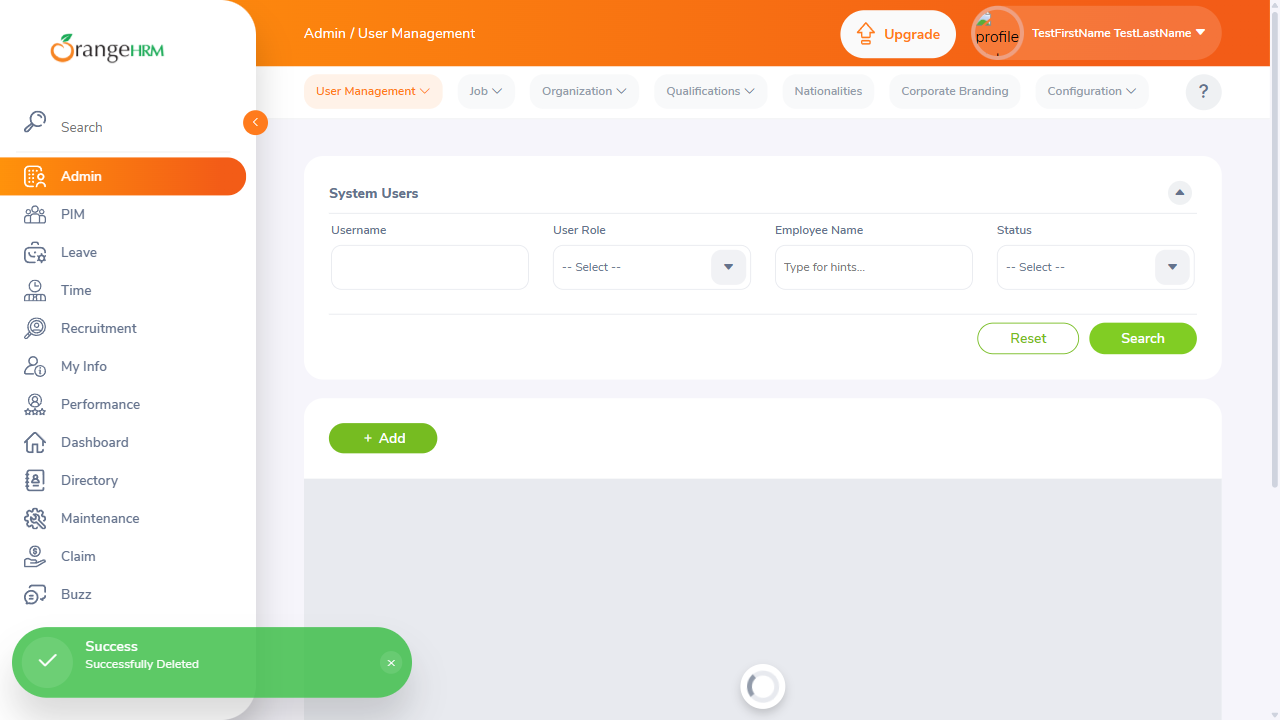 OrangeHRM
Admin / User Management
Upgrade
profile
TestFirstName TestLastName
User Management
Job
Organization
Qualifications
Nationalities
Corporate Branding
Configuration
?
Search
Admin
PIM
Leave
Time
Recruitment
My Info
Performance
Dashboard
Directory
Maintenance
Claim
Buzz
System Users
Username
User Role
Employee Name
Status
-- Select --
Type for hints...
-- Select --
Reset
Search
+ Add
Success
Successfully Deleted
×